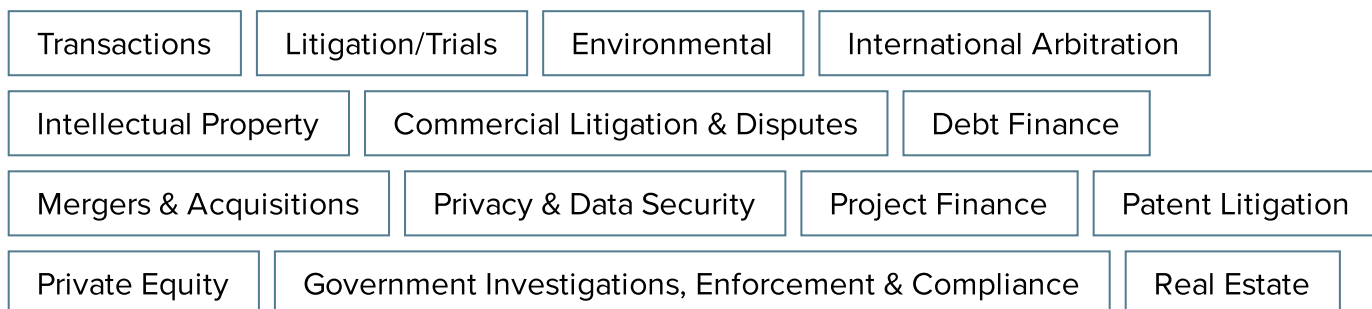 Transactions Litigation/Trials Environmental International Arbitration
Intellectual Property Commercial Litigation & Disputes Debt Finance
Mergers & Acquisitions Privacy & Data Security Project Finance Patent Litigation
Private Equity Government Investigations, Enforcement & Compliance Real Estate